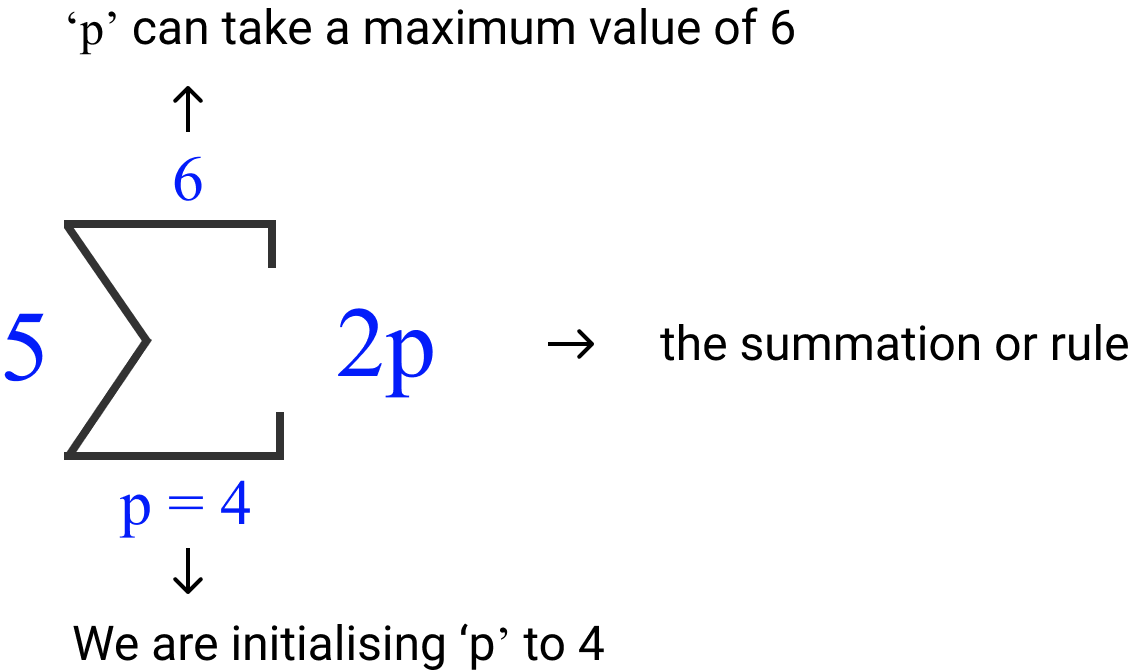 ‘p’ can take a maximum value of 6
↑
6
5 Σ 2p → the summation or rule
p = 4
↓
We are initialising ‘p’ to 4